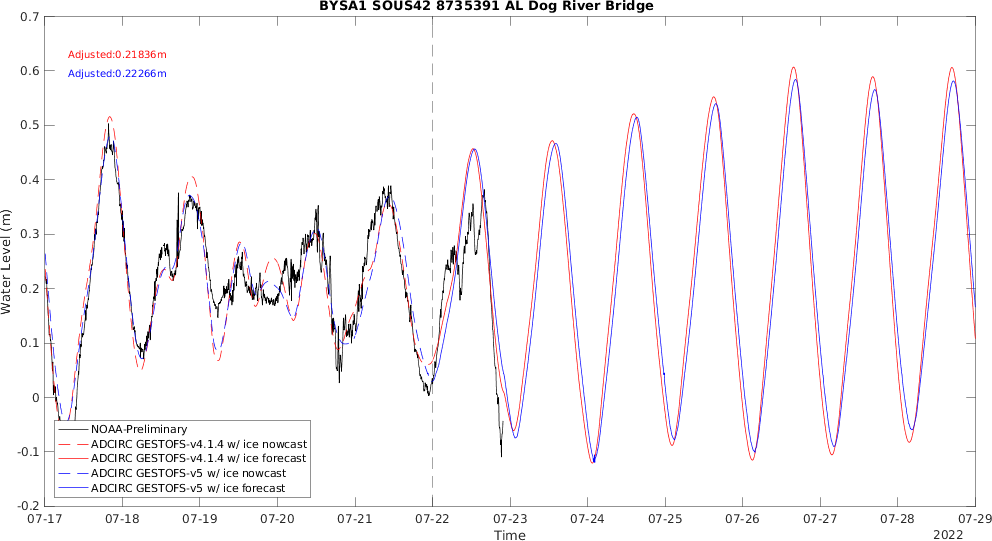 BYSA1 SOUS42 8735391 AL Dog River Bridge
0.7
0.6
0.5
0.4
0.3
0.2
0.1
0
-0.1
-0.2
Water Level (m)
Adjusted:0.21836m
Adjusted:0.22266m
NOAA-Preliminary
ADCIRC GESTOFS-v4.1.4 w/ ice nowcast
ADCIRC GESTOFS-v4.1.4 w/ ice forecast
ADCIRC GESTOFS-v5 w/ ice nowcast
ADCIRC GESTOFS-v5 w/ ice forecast
07-17 07-18 07-19 07-20 07-21 07-22 07-23 07-24 07-25 07-26 07-27 07-28 07-29
Time
2022